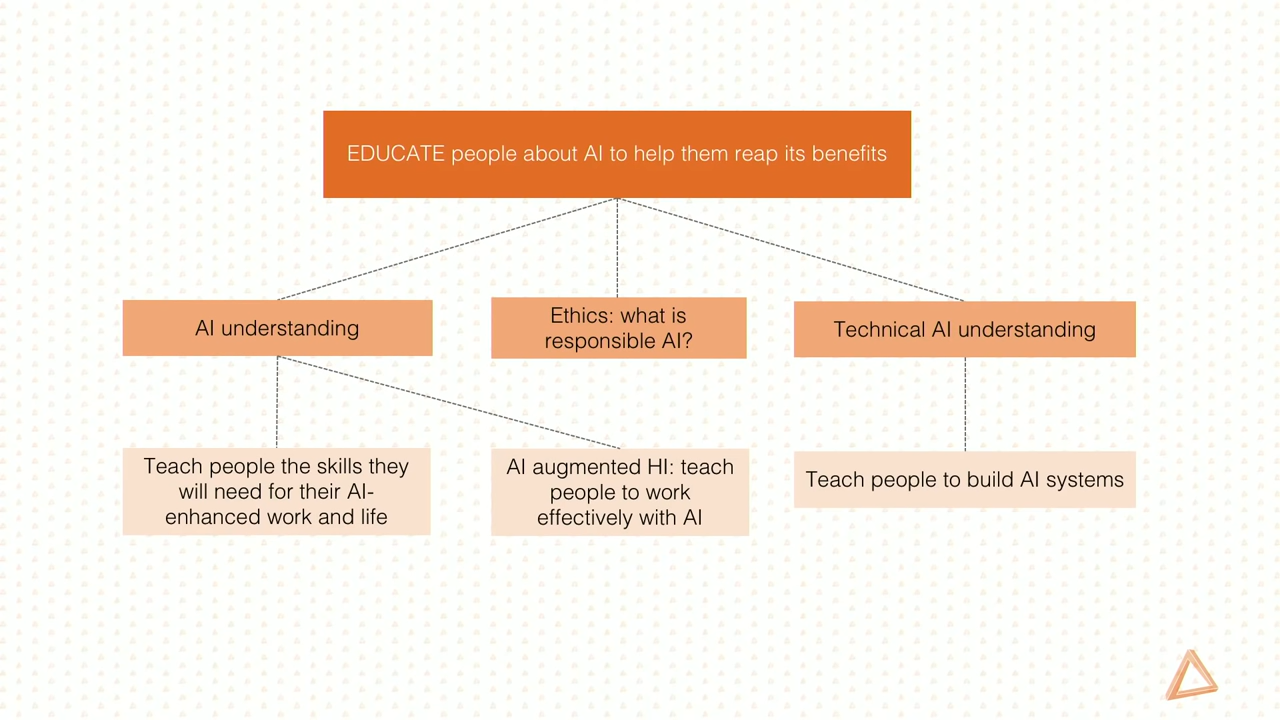 EDUCATE people about AI to help them reap its benefits
AI understanding
Ethics: what is
responsible AI?
Technical AI understanding
Teach people the skills they
will need for their AI-
enhanced work and life
AI augmented HI: teach
people to work
effectively with AI
Teach people to build AI systems